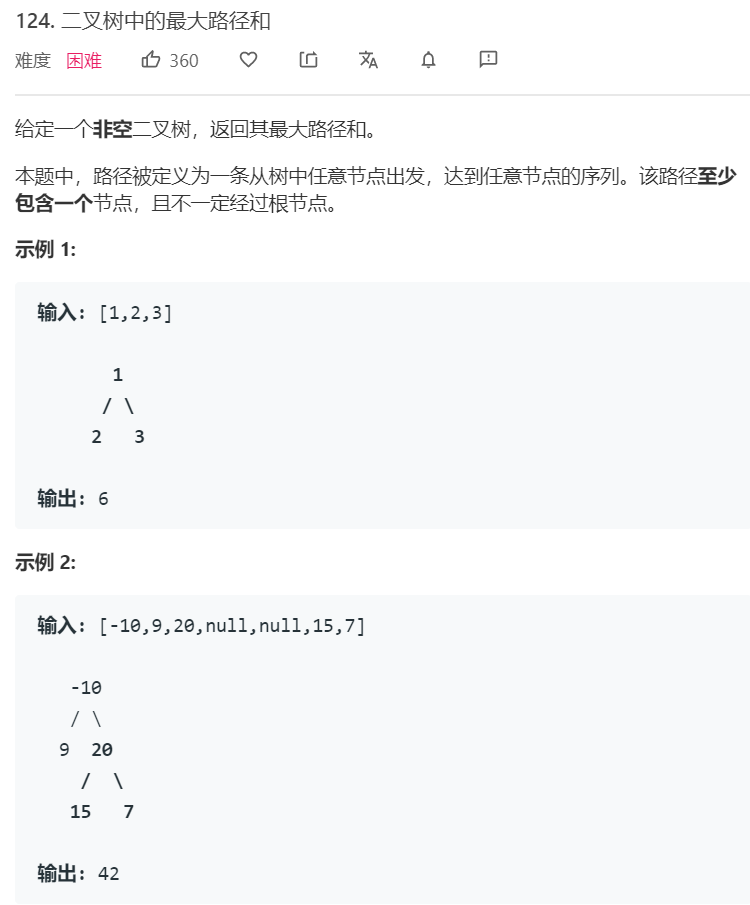 124. 二叉树中的最大路径和
难度 困难 360
给定一个非空二叉树，返回其最大路径和。
本题中，路径被定义为一条从树中任意节点出发，达到任意节点的序列。该路径至少
包含一个节点，且不一定经过根节点。
示例 1:
输入: [1,2,3]
1
/ \
2 3
输出: 6
示例 2:
输入: [-10,9,20,null,null,15,7]
-10
/ \
9 20
/ \
15 7
输出: 42